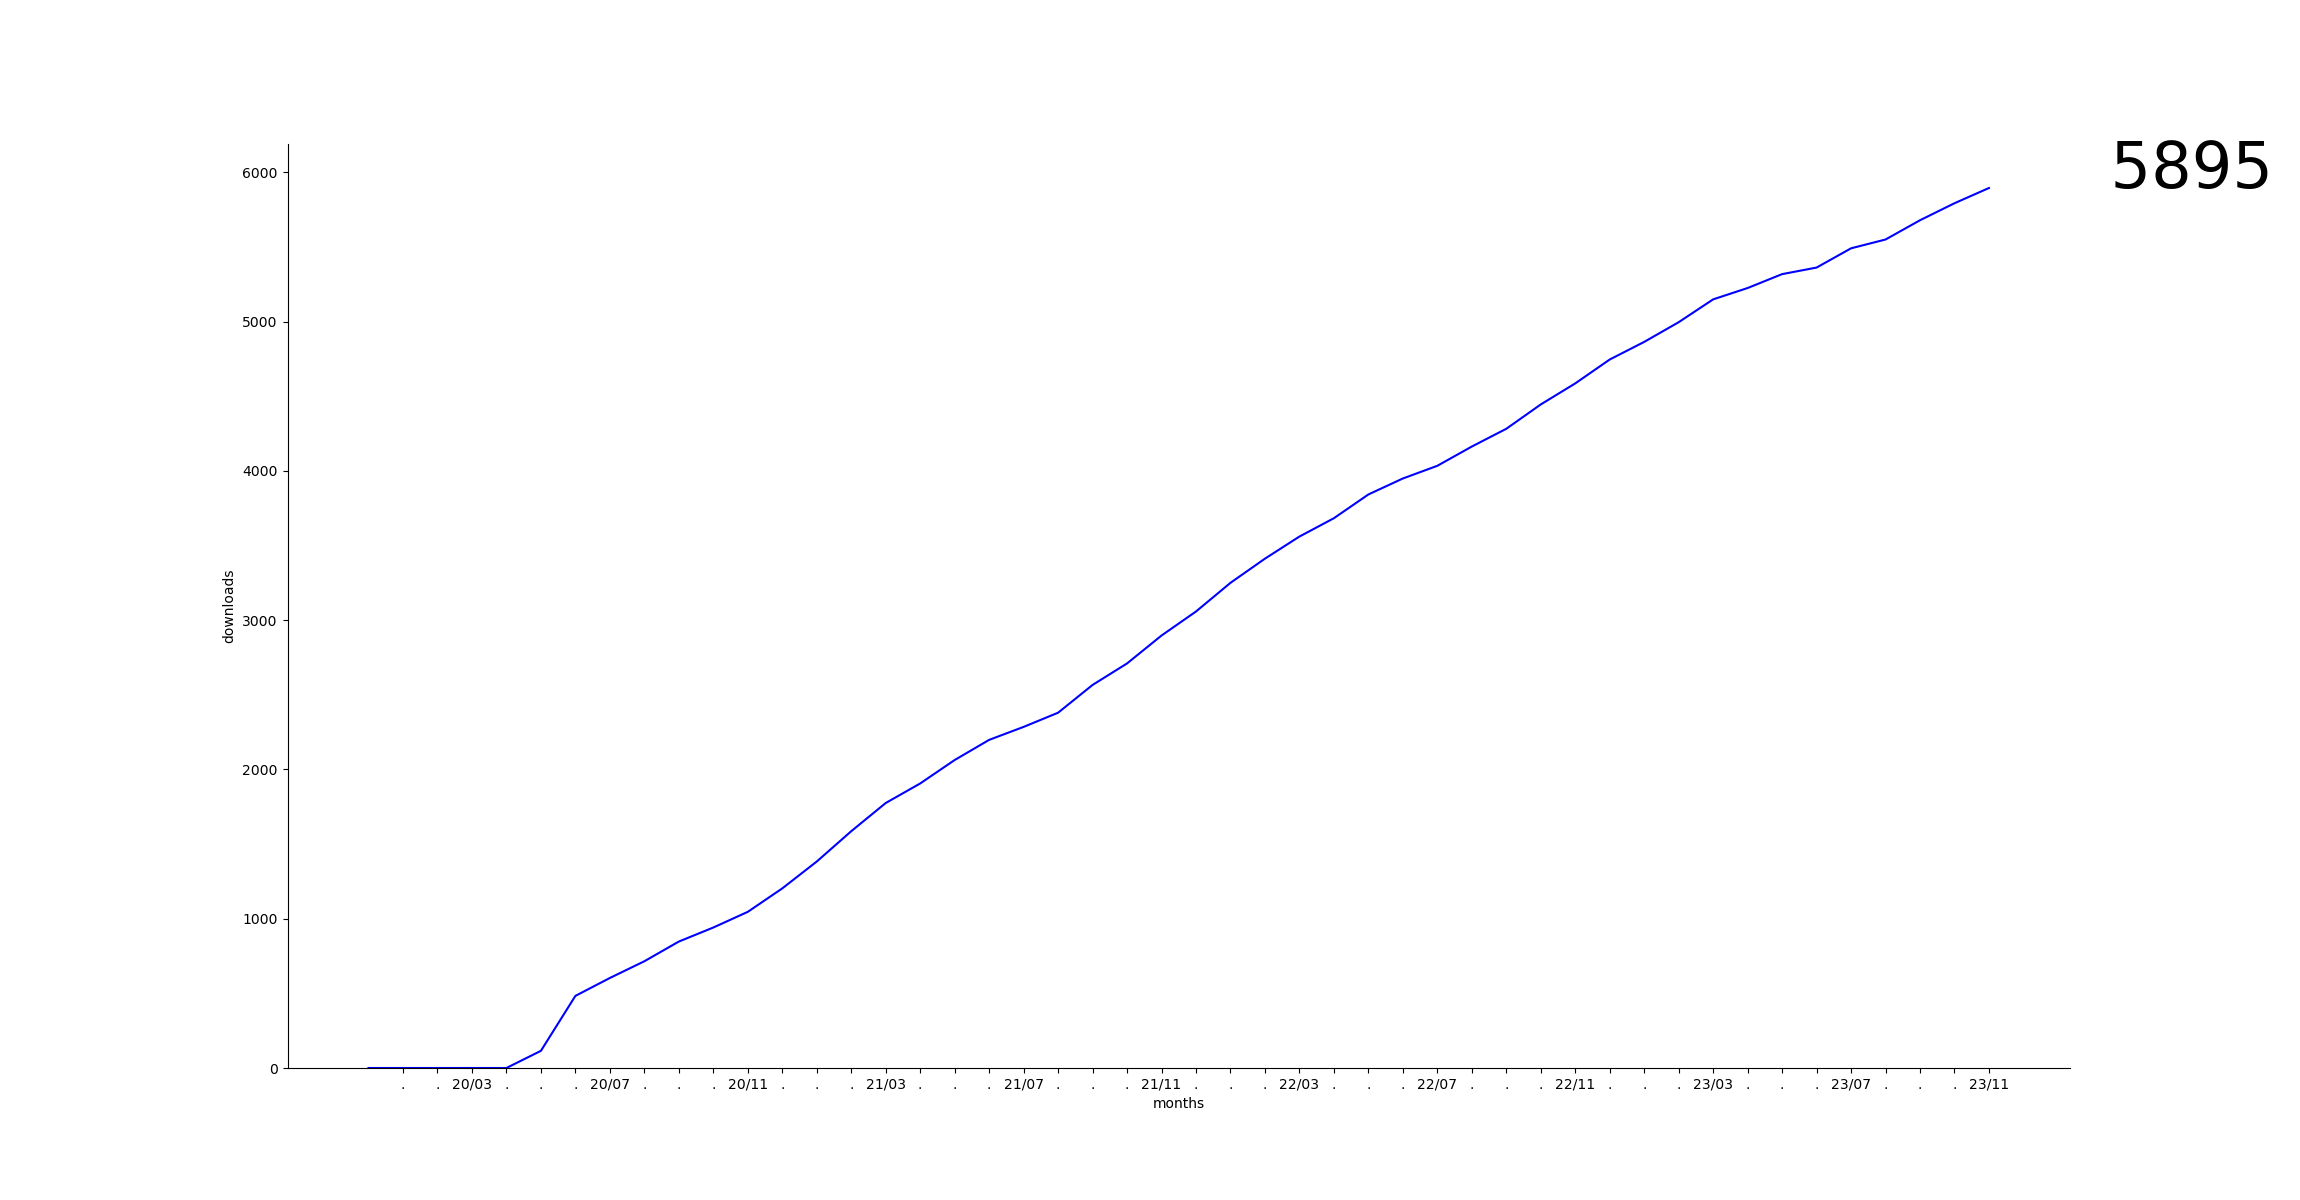 5895
6000
5000
4000
3000
2000
1000
0
downloads
. . 20/03 . . . 20/07 . . . 20/11 . . . 21/03 . . . 21/07 . . . 21/11 . . . 22/03 . . . 22/07 . . . 22/11 . . . 23/03 . . . 23/07 . . . 23/11
months